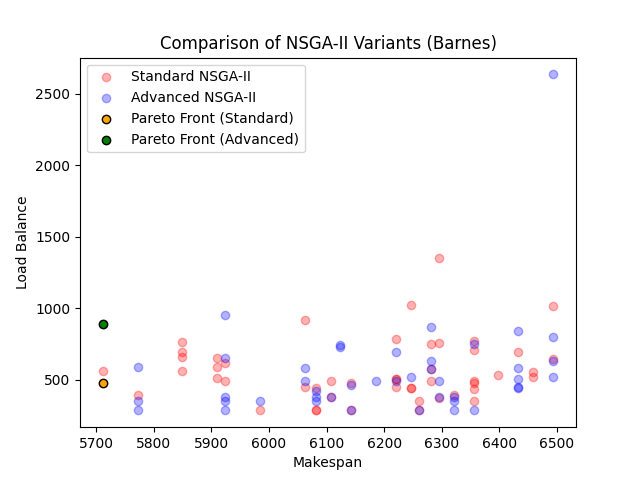 Comparison of NSGA-II Variants (Barnes)
Standard NSGA-II
Advanced NSGA-II
Pareto Front (Standard)
Pareto Front (Advanced)
Load Balance
2500
2000
1500
1000
500
5700 5800 5900 6000 6100 6200 6300 6400 6500
Makespan